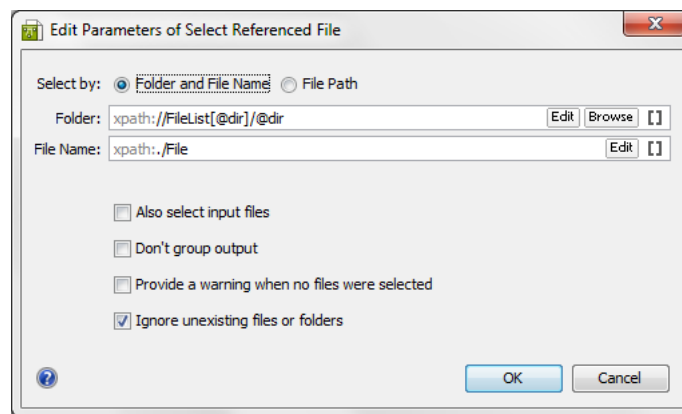 Edit Parameters of Select Referenced File
Select by: Folder and File Name File Path
Folder: xpath://FileList[@dir]/@dir Edit Browse []
File Name: xpath:./File Edit []
Also select input files
Don't group output
Provide a warning when no files were selected
Ignore unexisting files or folders
OK Cancel